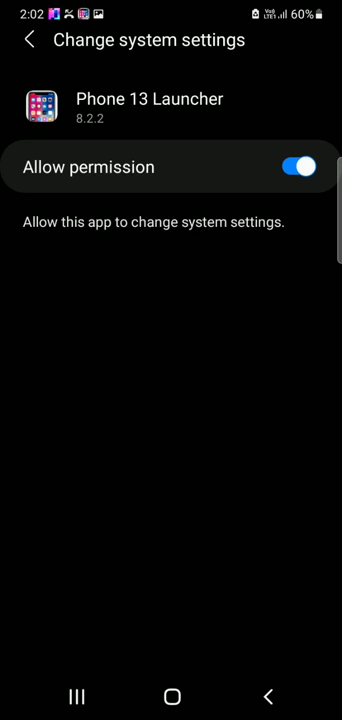 2:02 60%
Change system settings
Phone 13 Launcher
8.2.2
Allow permission
Allow this app to change system settings.